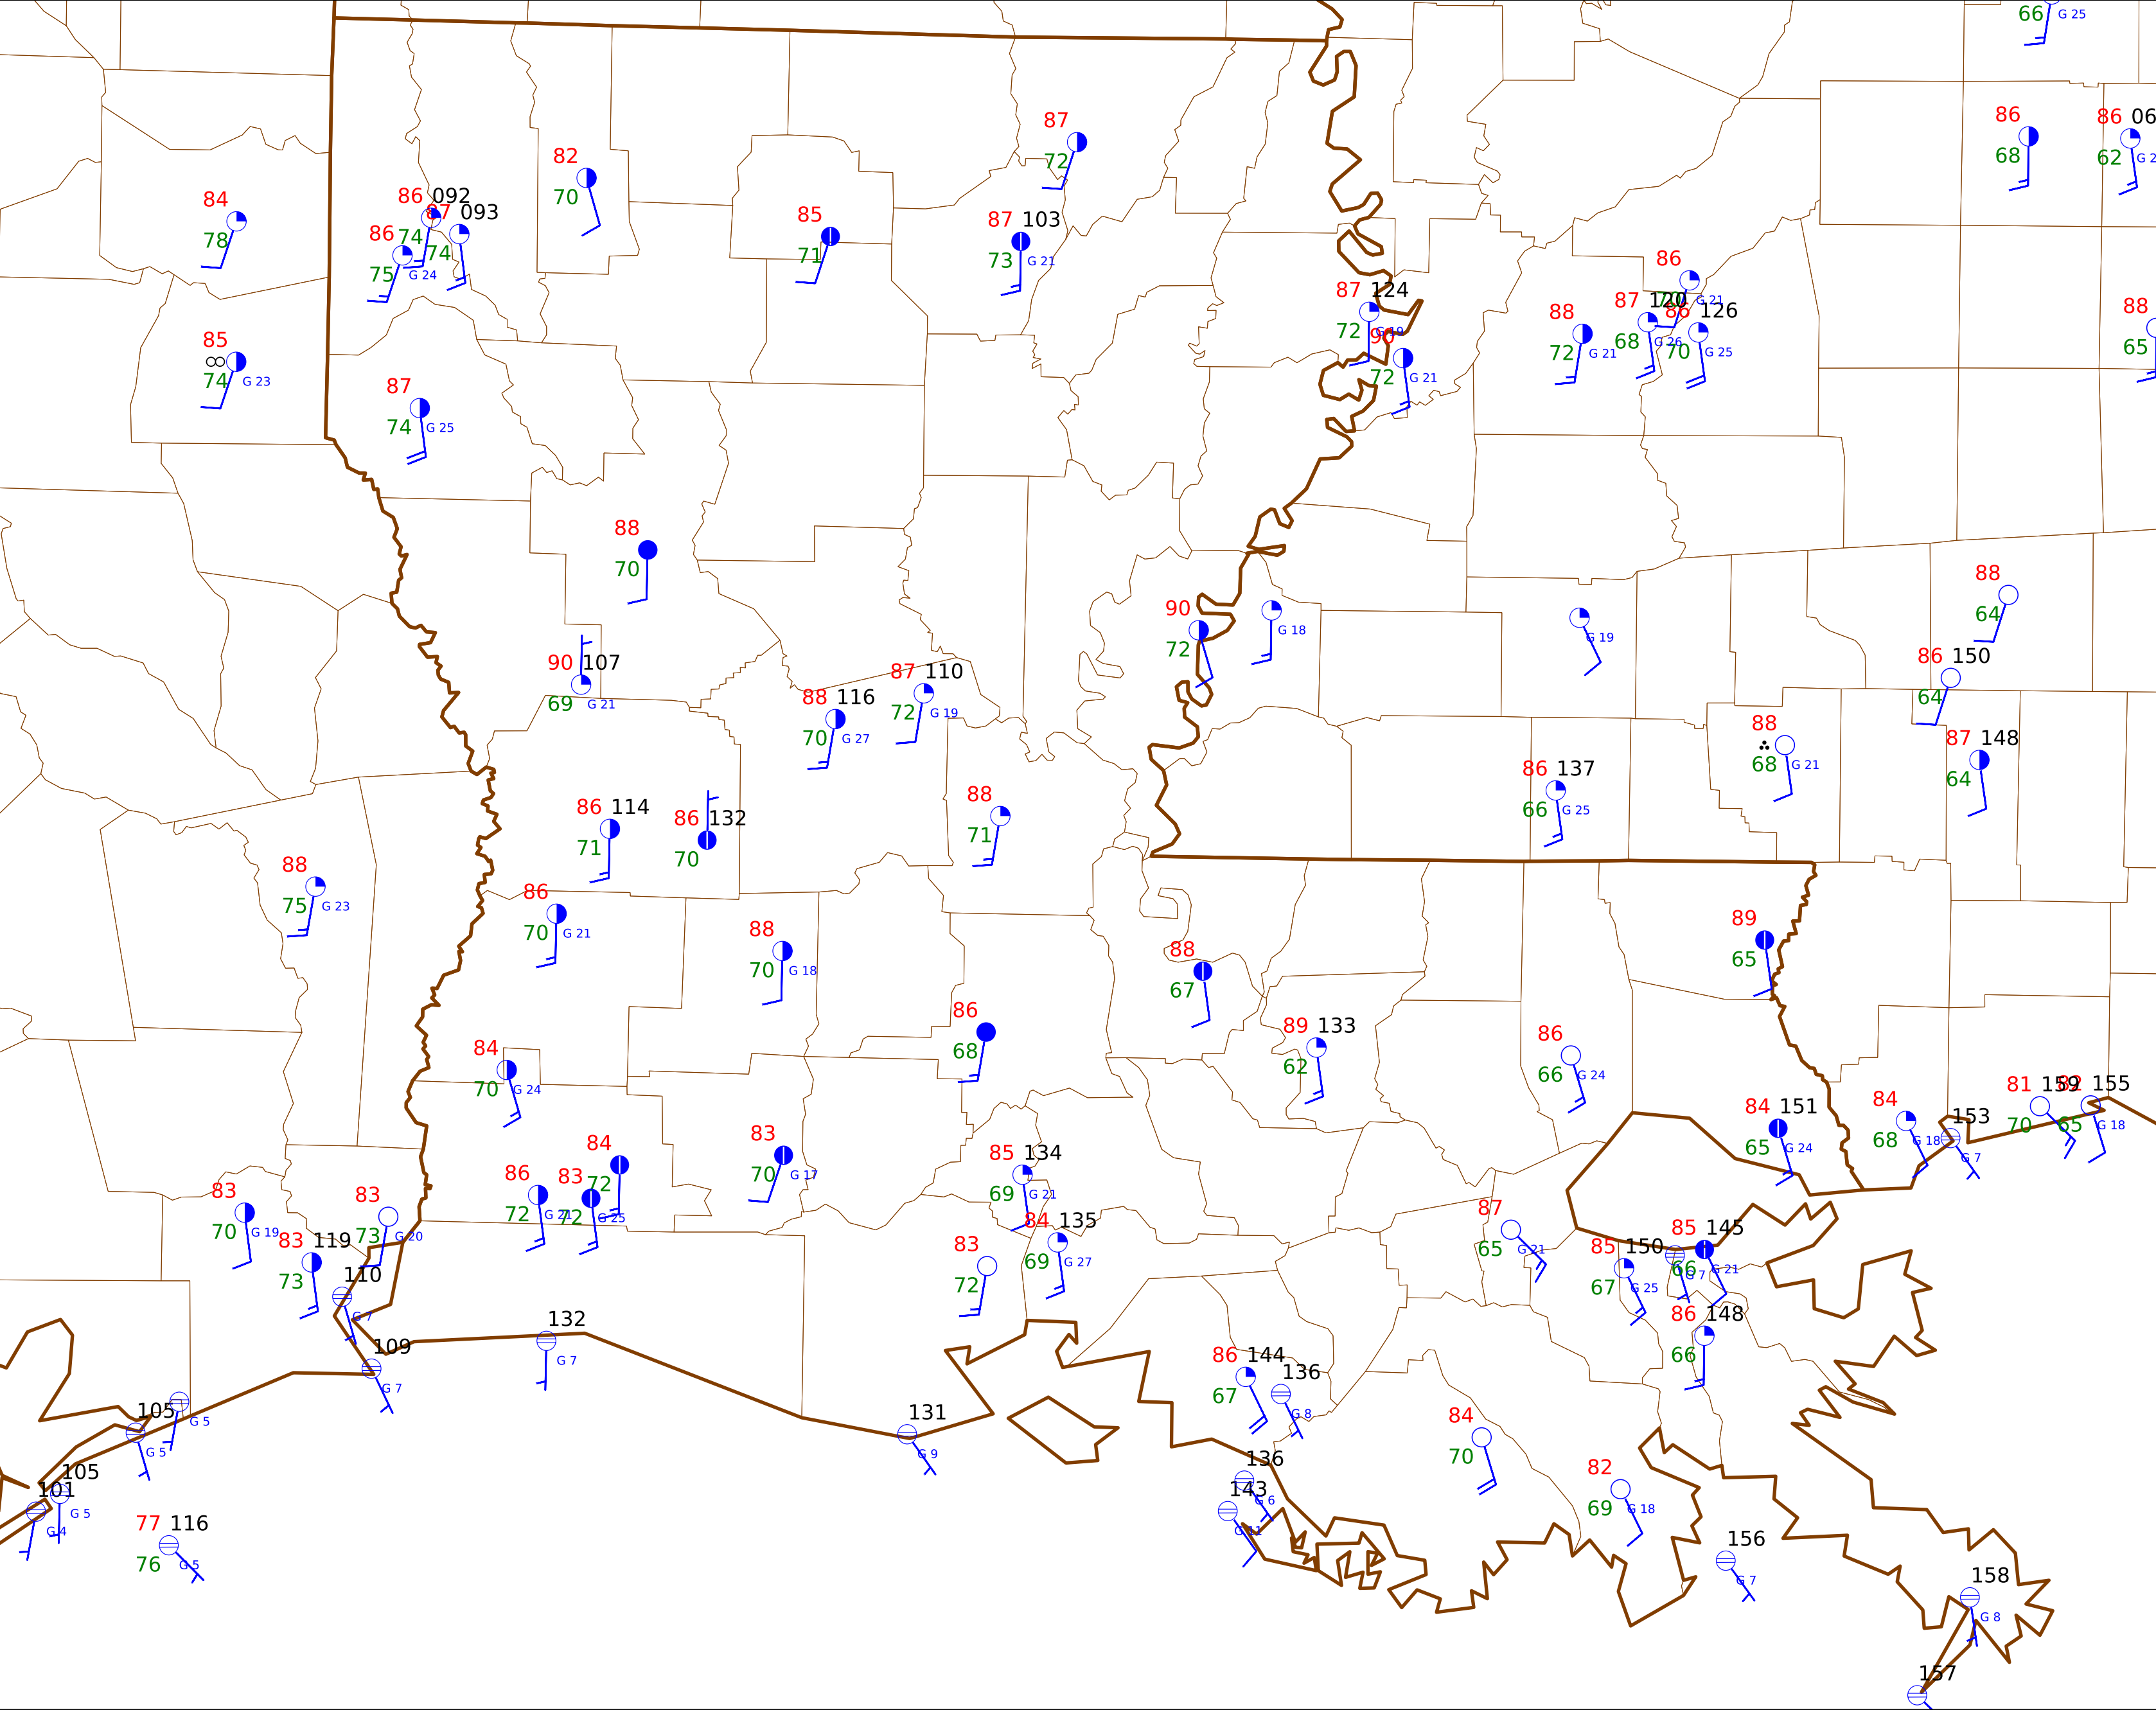 66 G 25
86 68
86 06 62 G 2
87 72
82 70
84 78
86 092 74
87 093 74
86 75 G 24
85 71
87 103 73 G 21
86 G 21
87 124 72 G 19
90 72 G 21
88 72 G 21
87 120 68 G 26
86 126 70 G 25
88 65
85 ∞ 74 G 23
87 74 G 25
88 70
88 64
90 72
G 18
G 19
90 107 69 G 21
87 110 72 G 19
88 116 70 G 27
86 150 64
88 68 G 21
87 148 64
86 137 66 G 25
86 114 71
86 132 70
88 71
88 75 G 23
86 70 G 21
88 70 G 18
89 65
88 67
86 68
89 133 62
86 66 G 24
84 70 G 24
84 151 65 G 24
84 68 G 18
153 G 7
81 159 70
155 65 G 18
83 70 G 17
84 72
86 72 G 21
83 72 G 25
85 134 69 G 21
84 135 69 G 27
83 70 G 19
83 73 G 20
83 119 73
110 G 7
83 72
87 65 G 21
85 150 67 G 25
G 7
85 145 66 G 21
86 148 66
132 G 7
109 G 7
86 144 67
136 G 8
G 5
105 G 5
131 G 9
84 70
105 G 5
101 G 4
136 G 6
143 G 11
82 69 G 18
77 116 76 G 5
156 G 7
158 G 8
157